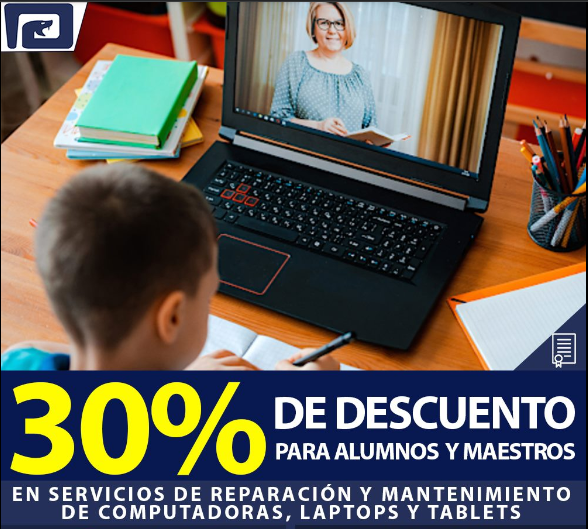 30% DE DESCUENTO
PARA ALUMNOS Y MAESTROS
EN SERVICIOS DE REPARACIÓN Y MANTENIMIENTO
DE COMPUTADORAS, LAPTOPS Y TABLETS